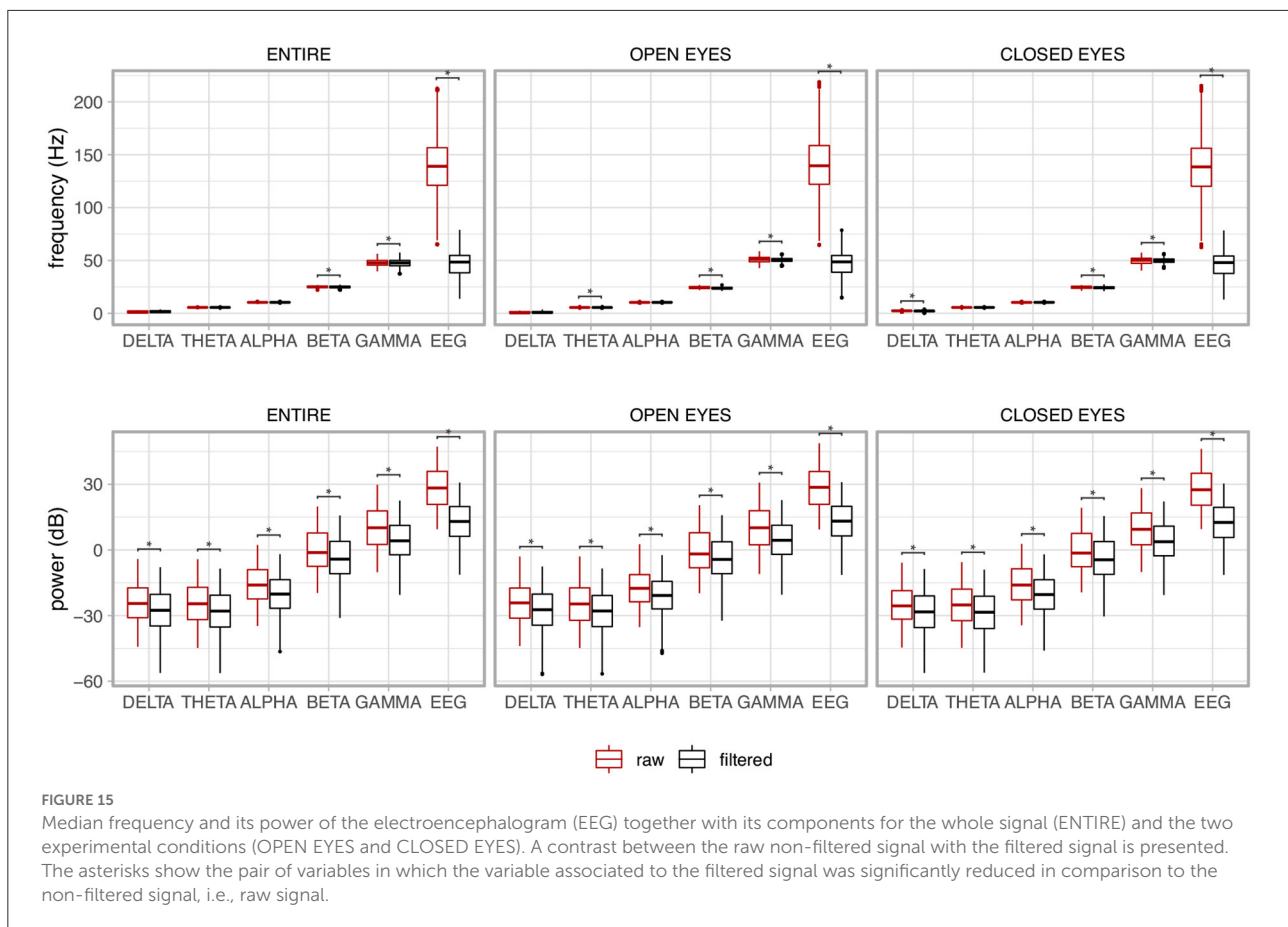 ENTIRE OPEN EYES CLOSED EYES
* * *
200
150
100
50
0
frequency (Hz)
* * * * * * * *
DELTA THETA ALPHA BETA GAMMA EEG DELTA THETA ALPHA BETA GAMMA EEG DELTA THETA ALPHA BETA GAMMA EEG
ENTIRE OPEN EYES CLOSED EYES
* * * * * * * * * * * * * * * * * *
30
0
−30
−60
power (dB)
DELTA THETA ALPHA BETA GAMMA EEG DELTA THETA ALPHA BETA GAMMA EEG DELTA THETA ALPHA BETA GAMMA EEG
raw filtered
FIGURE 15
Median frequency and its power of the electroencephalogram (EEG) together with its components for the whole signal (ENTIRE) and the two
experimental conditions (OPEN EYES and CLOSED EYES). A contrast between the raw non-filtered signal with the filtered signal is presented.
The asterisks show the pair of variables in which the variable associated to the filtered signal was significantly reduced in comparison to the
non-filtered signal, i.e., raw signal.